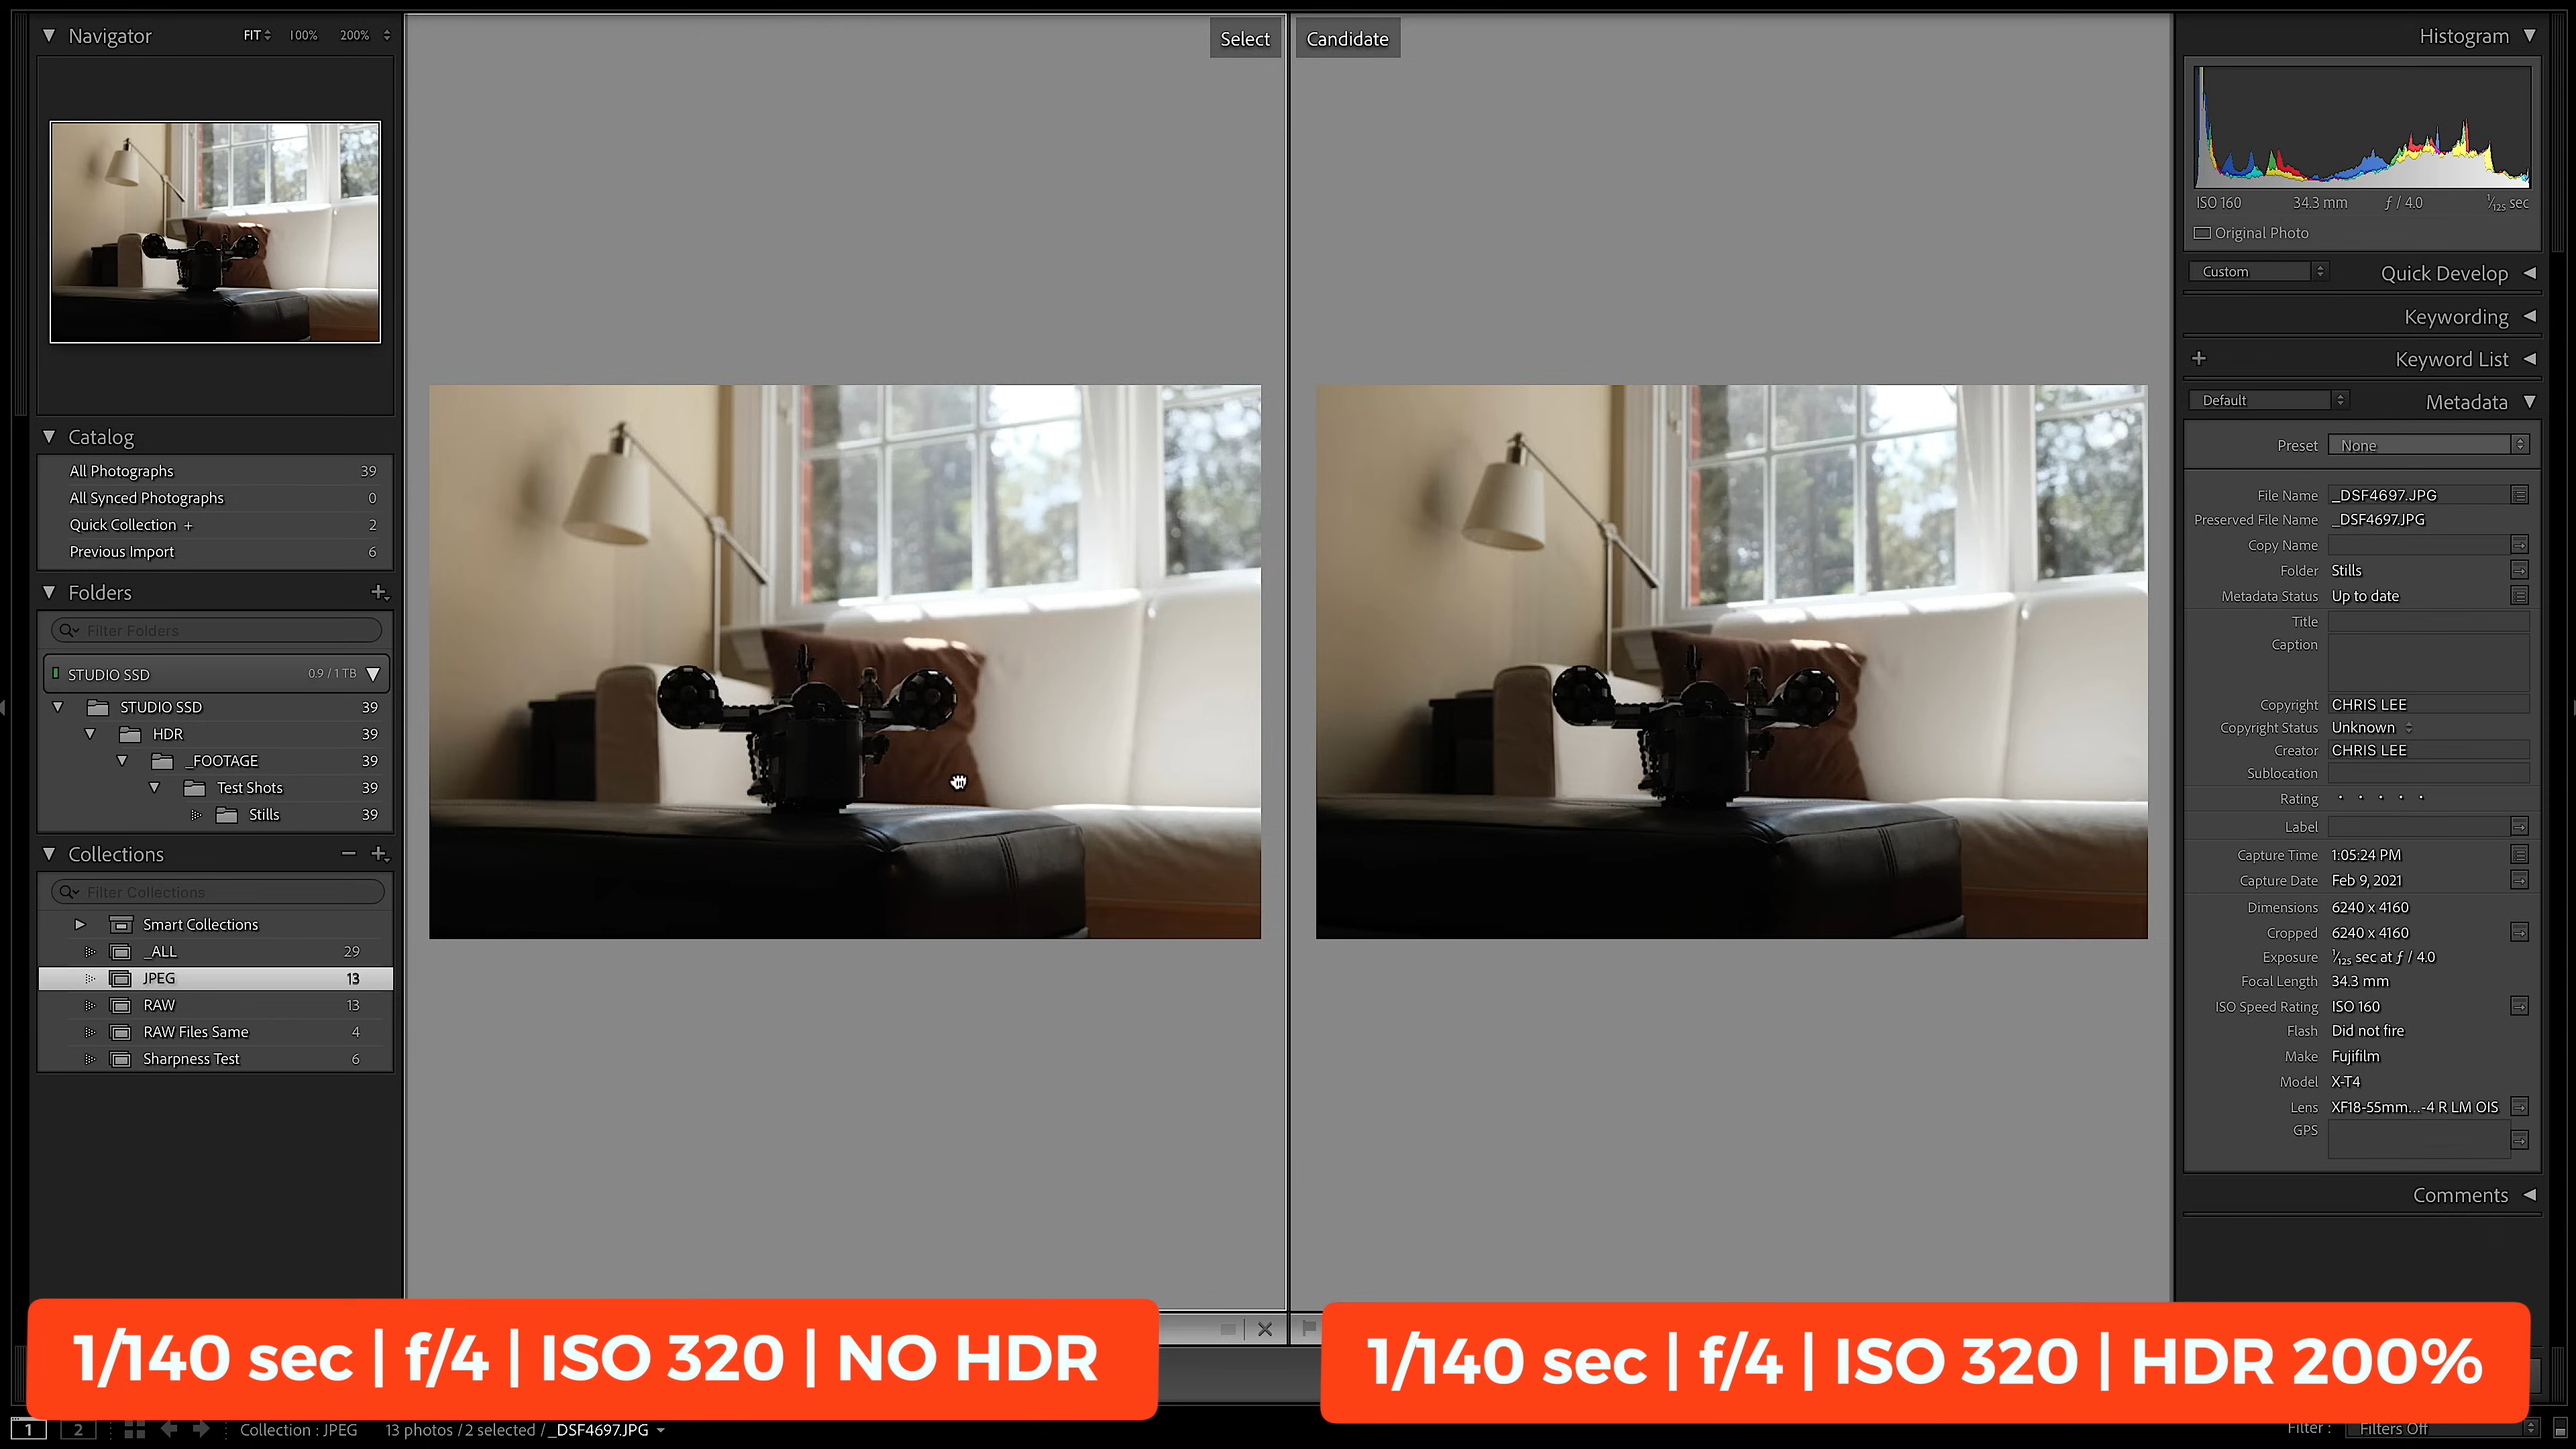 Navigator
FIT
100%
200%
Catalog
All Photographs 39
All Synced Photographs 0
Quick Collection + 2
Previous Import 6
Folders
Filter Folders
STUDIO SSD 0.9 / 1 TB
STUDIO SSD 39
HDR 39
_FOOTAGE 39
Test Shots 39
Stills 39
Collections
Filter Collections
Smart Collections
_ALL 29
JPEG 13
RAW 13
RAW Files Same 4
Sharpness Test 6
Select
Candidate
Histogram
ISO 160 34.3 mm ƒ / 4.0 1/125 sec
Original Photo
Custom
Quick Develop
Keywording
Keyword List
Default
Metadata
Preset None
File Name _DSF4697.JPG
Preserved File Name _DSF4697.JPG
Copy Name
Folder Stills
Metadata Status Up to date
Title
Caption
Copyright CHRIS LEE
Copyright Status Unknown
Creator CHRIS LEE
Sublocation
Rating
Label
Capture Time 1:05:24 PM
Capture Date Feb 9, 2021
Dimensions 6240 x 4160
Cropped 6240 x 4160
Exposure 1/125 sec at ƒ / 4.0
Focal Length 34.3 mm
ISO Speed Rating ISO 160
Flash Did not fire
Make Fujifilm
Model X-T4
Lens XF18-55mm...-4 R LM OIS
GPS
Comments
1/140 sec | f/4 | ISO 320 | NO HDR
1/140 sec | f/4 | ISO 320 | HDR 200%
1 2 Collection : JPEG 13 photos / 2 selected / _DSF4697.JPG
Filter : Filters Off